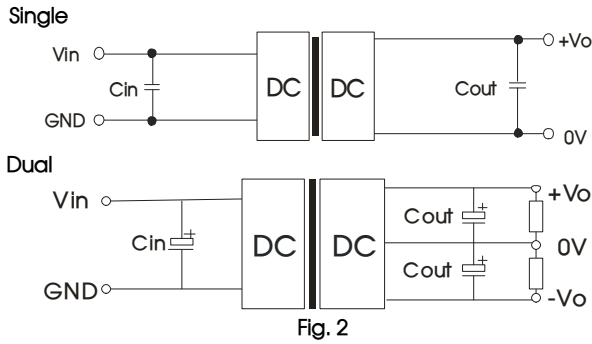 Single
Vin
+Vo
Cin
DC
DC
Cout
GND
0V
Dual
Vin
+Vo
Cout
Cin
DC
DC
0V
Cout
GND
-Vo
Fig. 2